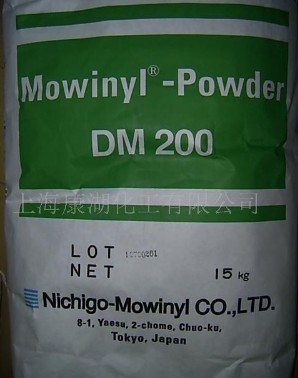 Mowinyl®-Powder
DM 200
上海康湖化工有限公司
LOT
NET 15 kg
Nichigo-Mowinyl CO.,LTD.
8-1, Yaesu, 2-chome, Chuo-ku,
Tokyo, Japan